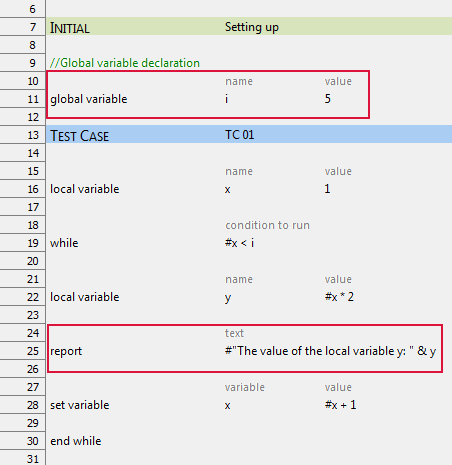 6
7 INITIAL Setting up
8
9 //Global variable declaration
10 name value
11 global variable i 5
12
13 TEST CASE TC 01
14
15 name value
16 local variable x 1
17
18 condition to run
19 while #x < i
20
21 name value
22 local variable y #x * 2
23
24 text
25 report #"The value of the local variable y: " & y
26
27 variable value
28 set variable x #x + 1
29
30 end while
31